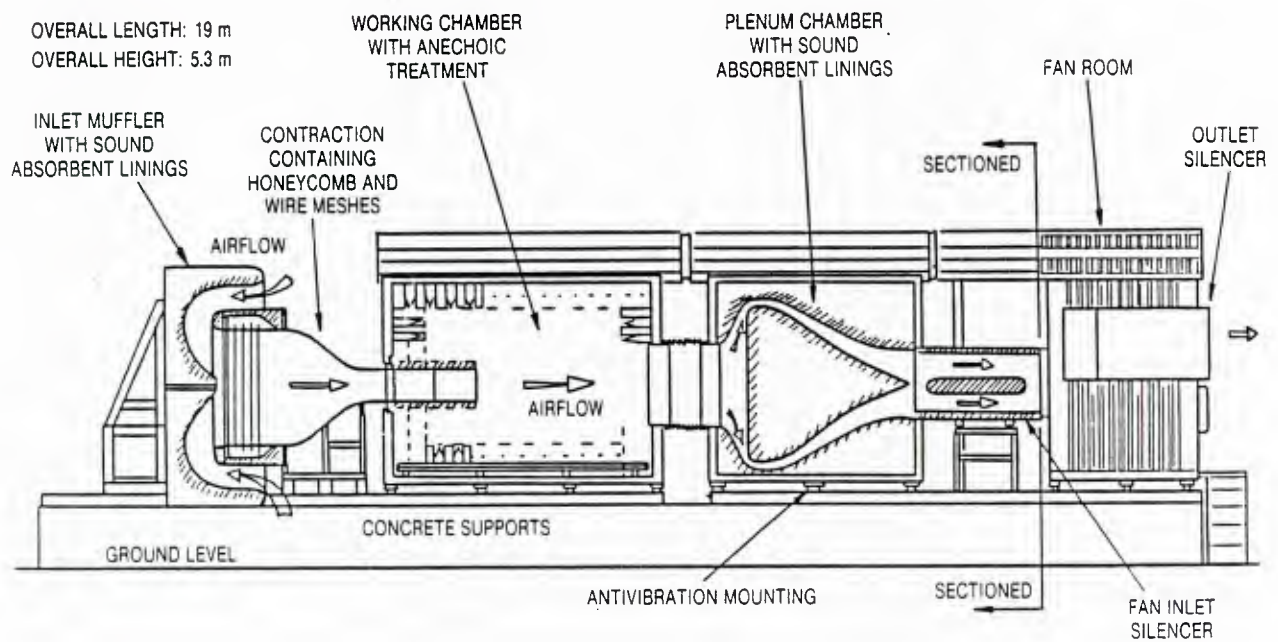 OVERALL LENGTH: 19 m
OVERALL HEIGHT: 5.3 m
WORKING CHAMBER
WITH ANECHOIC
TREATMENT
PLENUM CHAMBER
WITH SOUND
ABSORBENT LININGS
FAN ROOM
INLET MUFFLER
WITH SOUND
ABSORBENT LININGS
CONTRACTION
CONTAINING
HONEYCOMB AND
WIRE MESHES
SECTIONED
OUTLET
SILENCER
AIRFLOW
AIRFLOW
CONCRETE SUPPORTS
GROUND LEVEL
ANTIVIBRATION MOUNTING
SECTIONED
FAN INLET
SILENCER